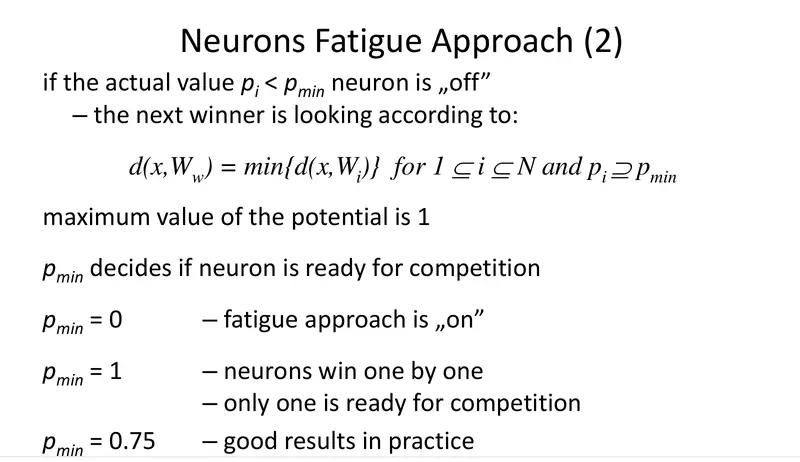 Neurons Fatigue Approach (2)
if the actual value pi < pmin neuron is „off”
– the next winner is looking according to:
d(x,Ww) = min{d(x,Wi)} for 1 ⊆ i ⊆ N and pi ⊇ pmin
maximum value of the potential is 1
pmin decides if neuron is ready for competition
pmin = 0 – fatigue approach is „on”
pmin = 1 – neurons win one by one
– only one is ready for competition
pmin = 0.75 – good results in practice